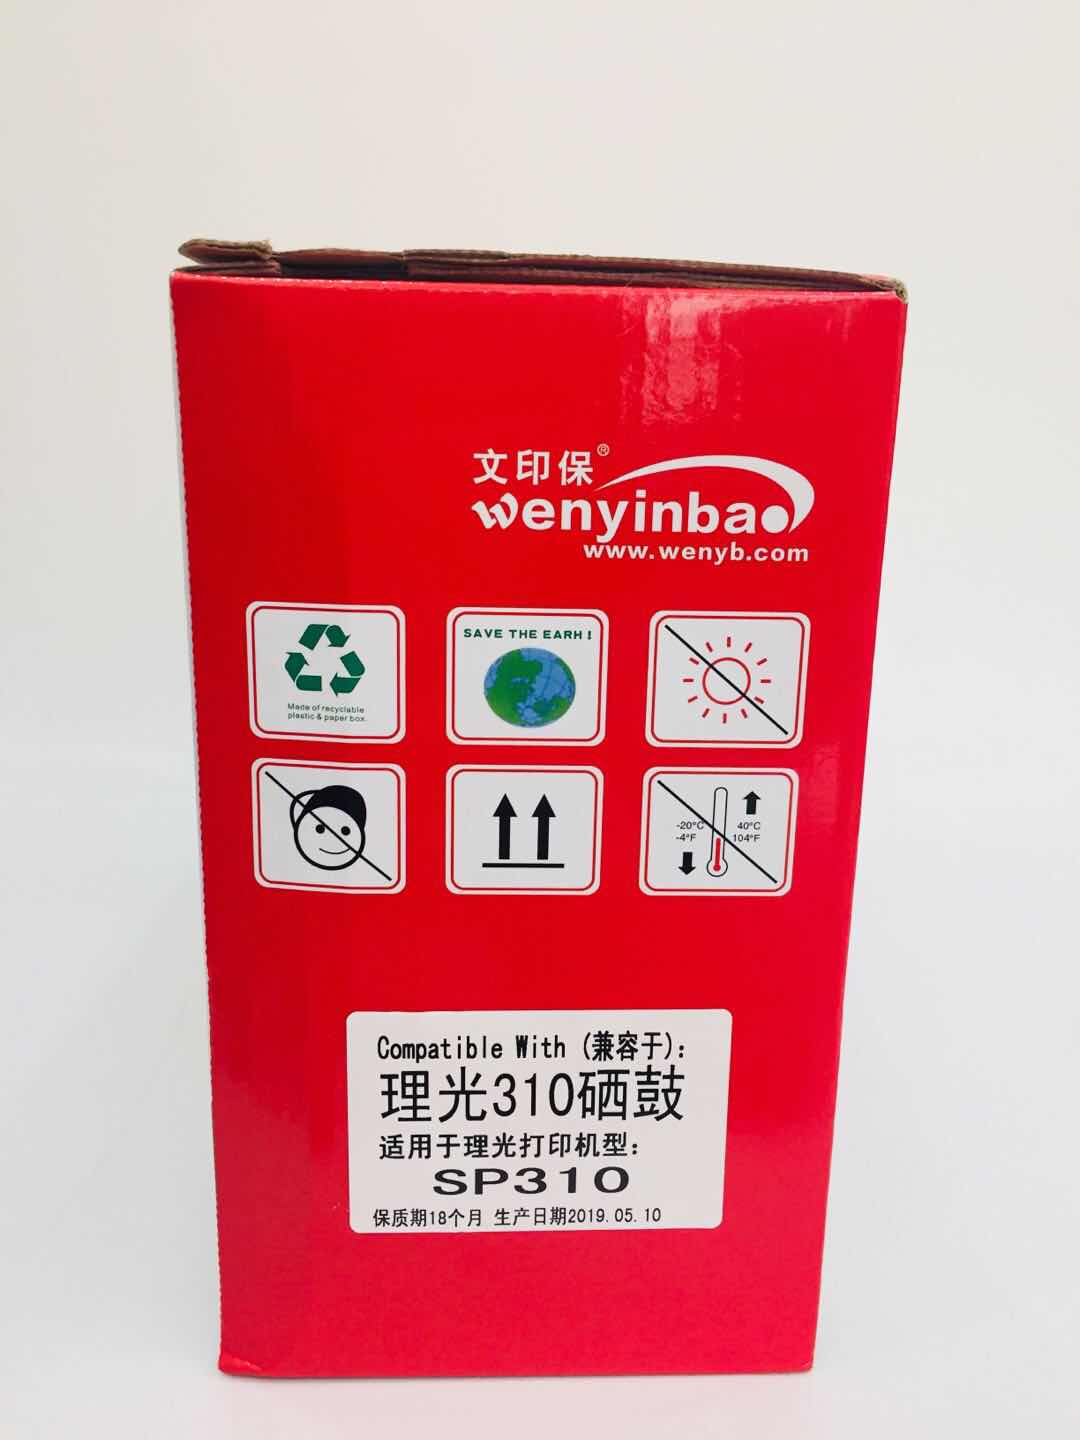 文印保®
wenyinbao
www.wenyb.com
Made of recyclable
plastic & paper box.
SAVE THE EARH!
-20°C
-4°F
40°C
104°F
Compatible With (兼容于):
理光310硒鼓
适用于理光打印机型:
SP310
保质期18个月 生产日期2019.05.10